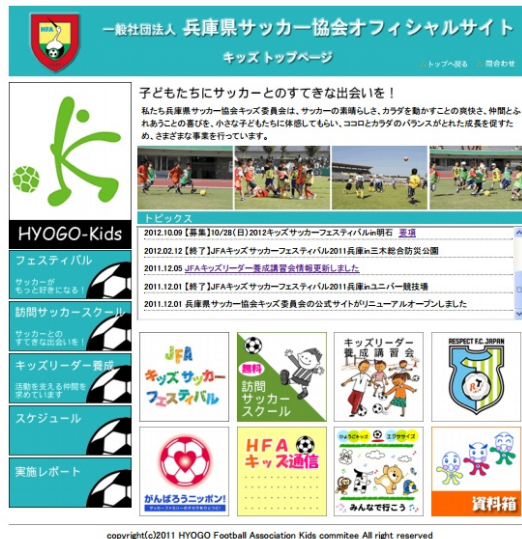 HFA
一般社団法人 兵庫県サッカー協会オフィシャルサイト
キッズ トップページ
トップへ戻る
問合わせ
子どもたちにサッカーとのすてきな出会いを！
私たち兵庫県サッカー協会キッズ委員会は、サッカーの素晴らしさ、カラダを動かすことの爽快さ、仲間とふ
れあうことの喜びを、小さな子どもたちに体感してもらい、ココロとカラダのバランスがとれた成長を促すた
め、さまざまな事業を行っています。
HYOGO-Kids
トピックス
2012.10.09 【募集】10/28（日）2012キッズサッカーフェスティバルin明石 要項
2012.02.12 【終了】JFAキッズサッカーフェスティバル2011兵庫in三木総合防災公園
2011.12.05 JFAキッズリーダー養成講習会情報更新しました
2011.12.01 【終了】JFAキッズサッカーフェスティバル2011兵庫inユニバー競技場
2011.12.01 兵庫県サッカー協会キッズ委員会の公式サイトがリニューアルオープンしました
フェスティバル
サッカーが
もっと好きになる！
訪問サッカースクール
サッカーとの
すてきな出会いを！
キッズリーダー養成
活動を支える仲間を
求めています
スケジュール
実施レポート
JFA
キッズ サッカー
フェスティバル
無料
訪問
サッカー
スクール
キッズリーダー
養成講習会
RESPECT F.C. JAPAN
がんばろうニッポン！
HFA
キッズ通信
ひょうごキッズ エクササイズ
みんなで行こう
資料箱
copyright(c)2011 HYOGO Football Association Kids commitee All right reserved